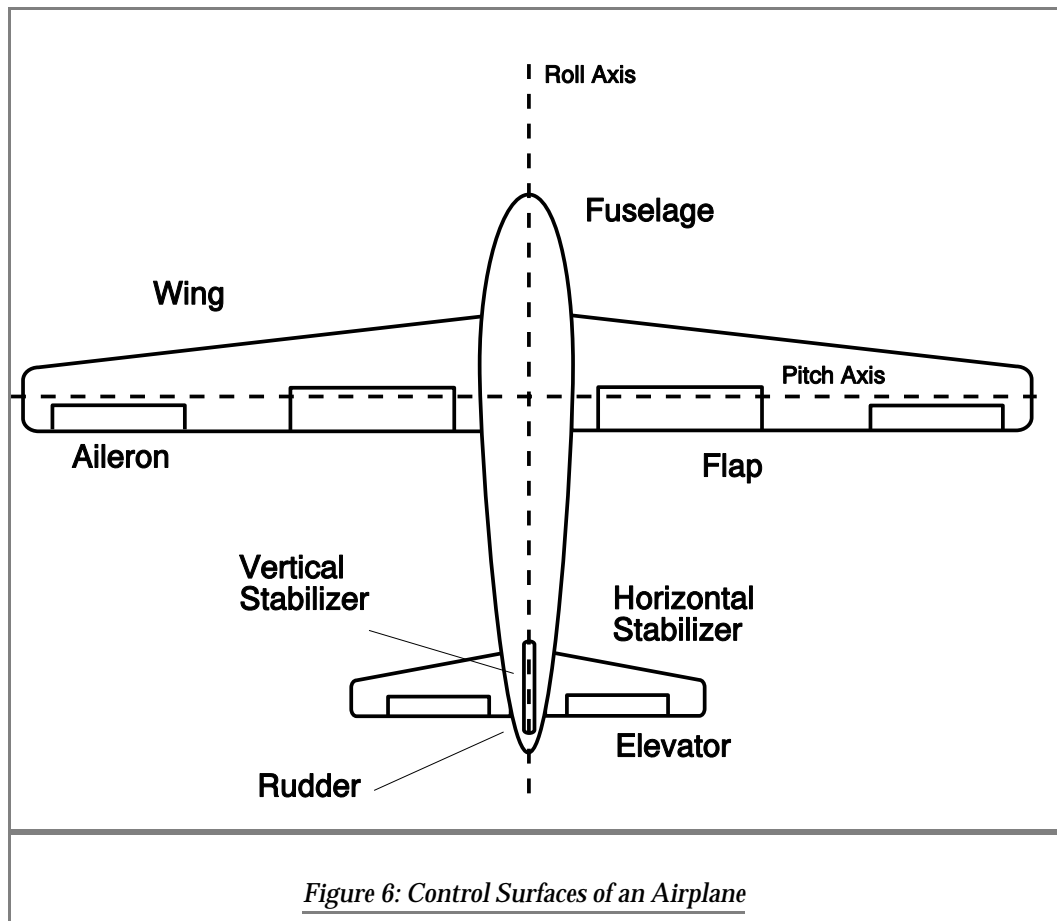 Roll Axis
Fuselage
Wing
Pitch Axis
Aileron
Flap
Vertical
Stabilizer
Horizontal
Stabilizer
Elevator
Rudder
Figure 6: Control Surfaces of an Airplane